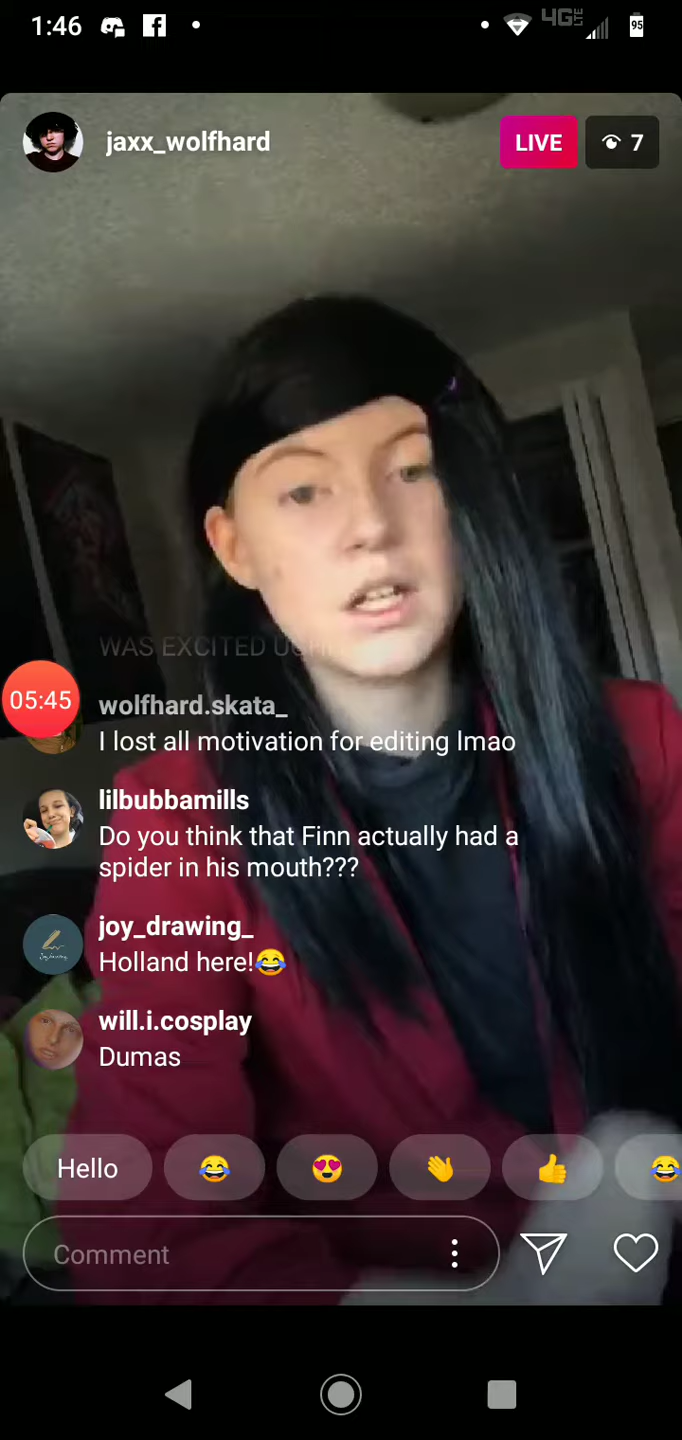 1:46
4G LTE
95
jaxx_wolfhard
LIVE
7
WAS EXCITED
05:45
wolfhard.skata_
I lost all motivation for editing lmao
lilbubbamills
Do you think that Finn actually had a
spider in his mouth???
joy_drawing_
Holland here!😂
will.i.cosplay
Dumas
Hello
Comment